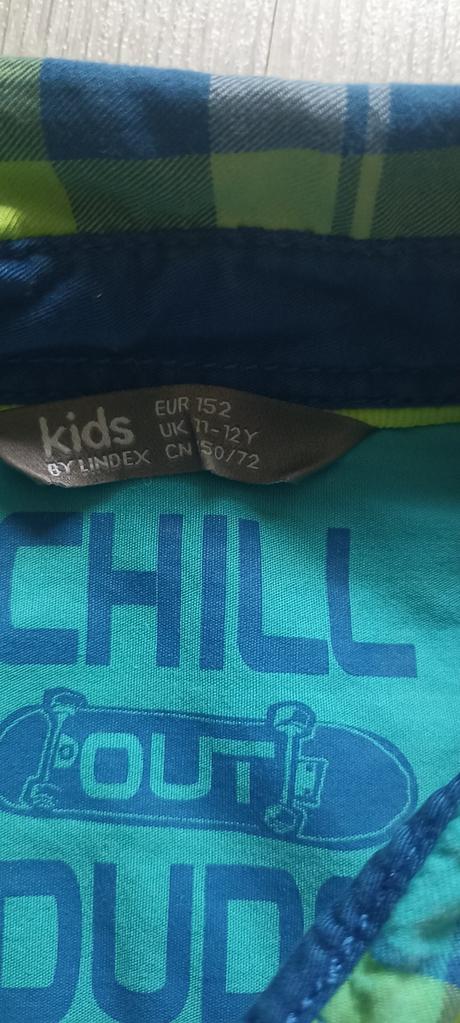 kids
BY LINDEX
EUR 152
UK 11-12Y
CN 150/72
CHILL
OUT